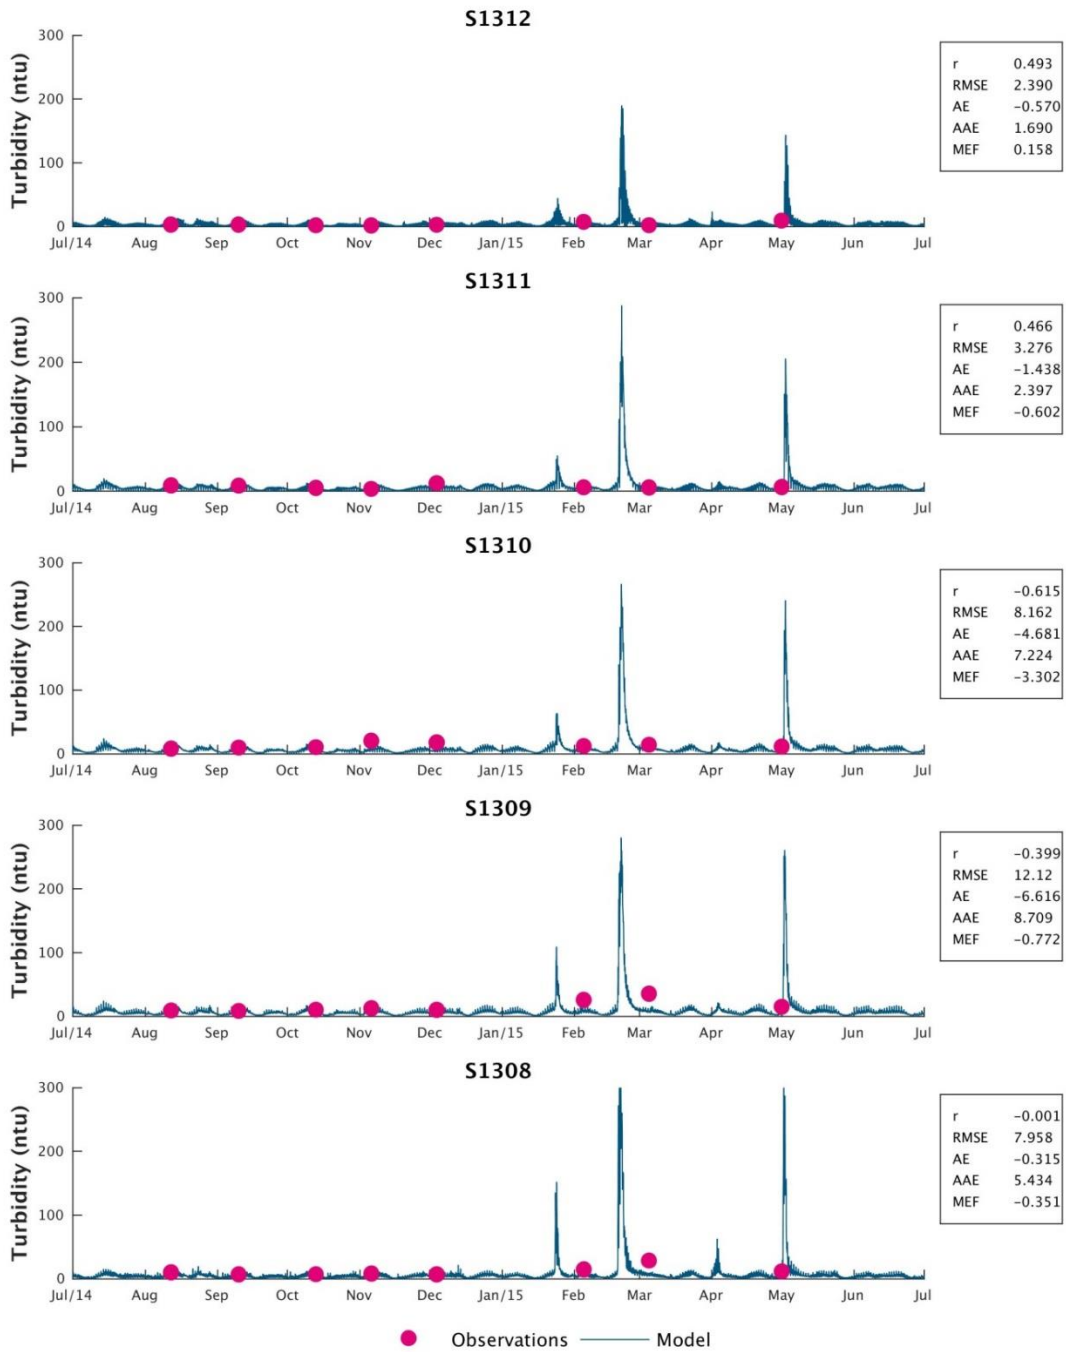 S1312
Turbidity (ntu)
300
200
100
0
Jul/14 Aug Sep Oct Nov Dec Jan/15 Feb Mar Apr May Jun Jul
r 0.493
RMSE 2.390
AE −0.570
AAE 1.690
MEF 0.158
S1311
Turbidity (ntu)
300
200
100
0
Jul/14 Aug Sep Oct Nov Dec Jan/15 Feb Mar Apr May Jun Jul
r 0.466
RMSE 3.276
AE −1.438
AAE 2.397
MEF −0.602
S1310
Turbidity (ntu)
300
200
100
0
Jul/14 Aug Sep Oct Nov Dec Jan/15 Feb Mar Apr May Jun Jul
r −0.615
RMSE 8.162
AE −4.681
AAE 7.224
MEF −3.302
S1309
Turbidity (ntu)
300
200
100
0
Jul/14 Aug Sep Oct Nov Dec Jan/15 Feb Mar Apr May Jun Jul
r −0.399
RMSE 12.12
AE −6.616
AAE 8.709
MEF −0.772
S1308
Turbidity (ntu)
300
200
100
0
Jul/14 Aug Sep Oct Nov Dec Jan/15 Feb Mar Apr May Jun Jul
r −0.001
RMSE 7.958
AE −0.315
AAE 5.434
MEF −0.351
Observations Model